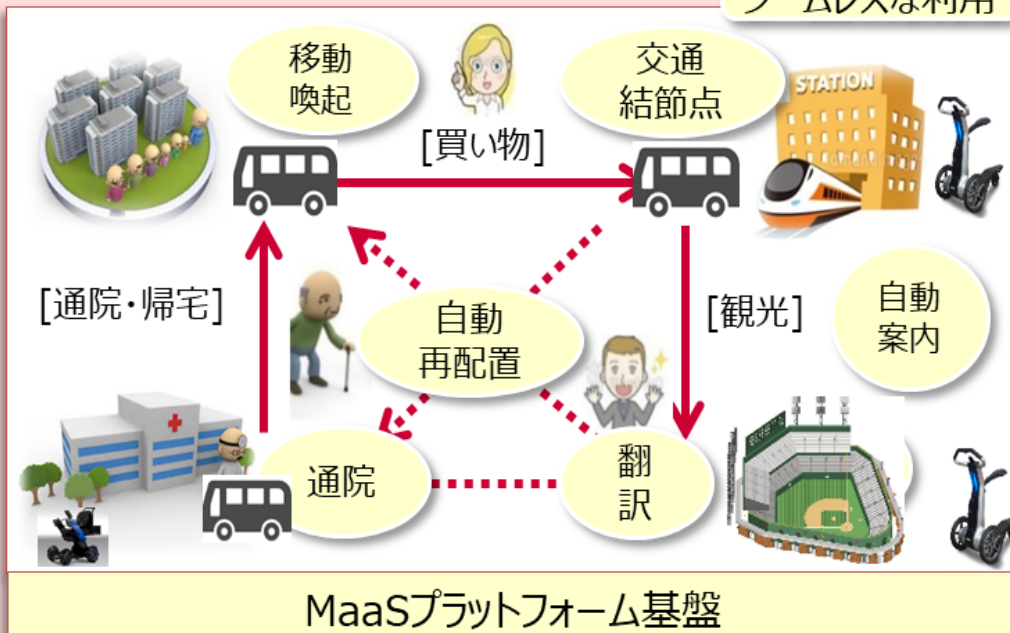 移動
喚起
交通
結節点
STATION
[買い物]
[通院・帰宅]
自動
再配置
[観光]
自動
案内
通院
翻
訳
MaaSプラットフォーム基盤